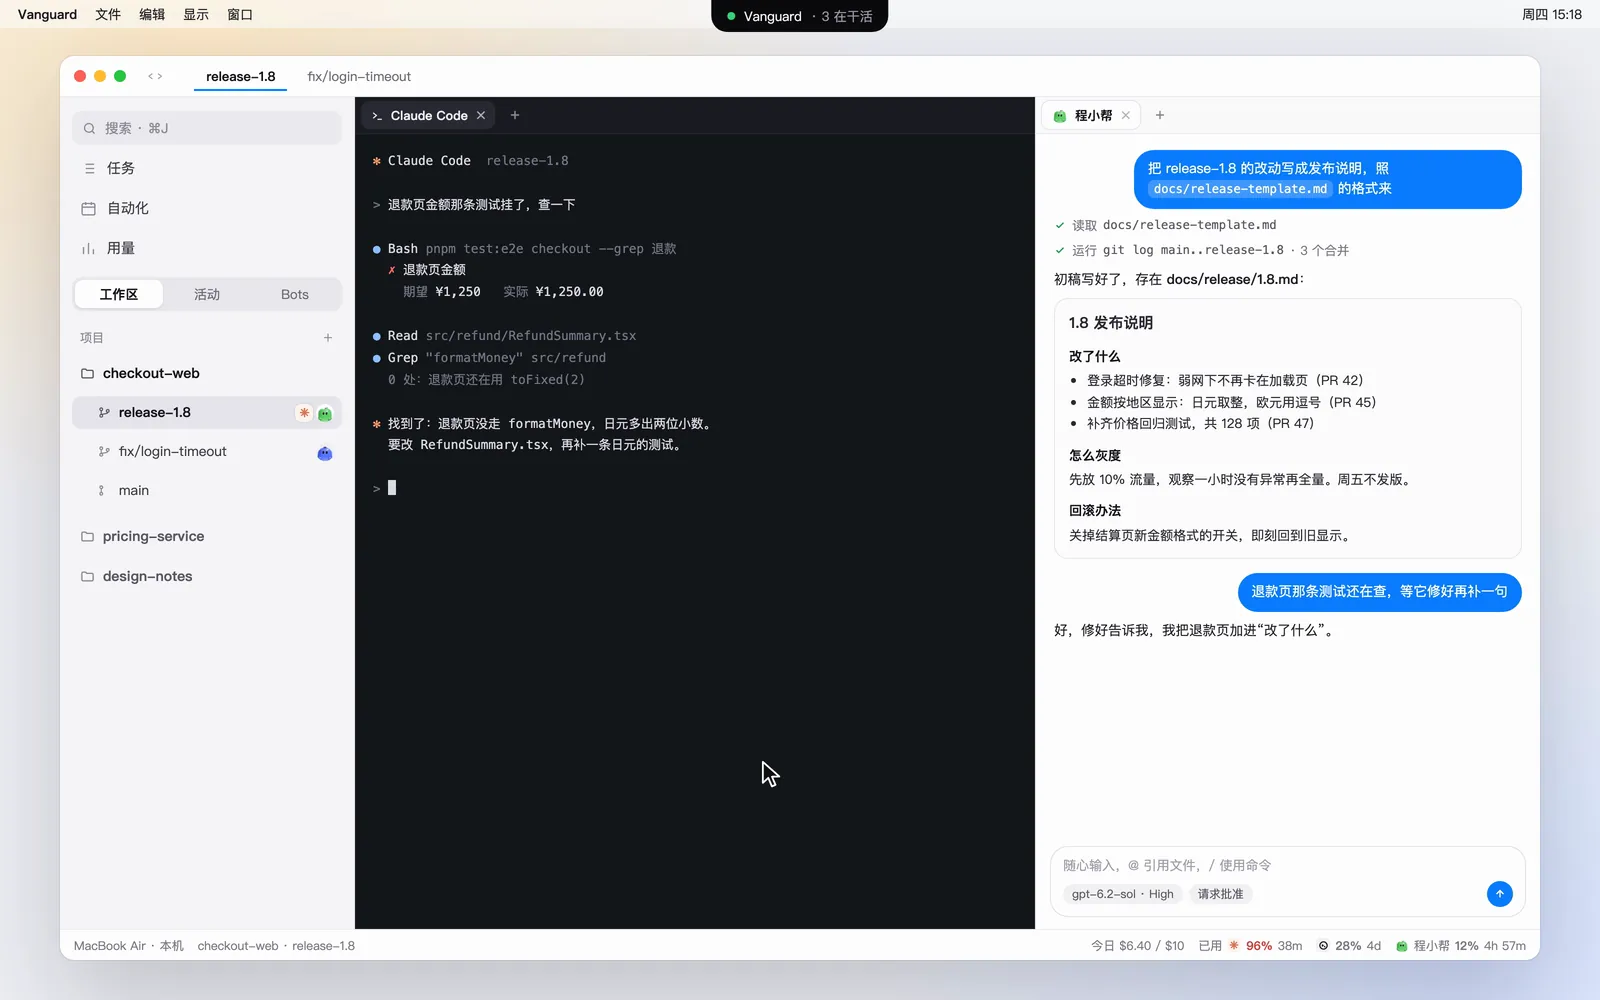 Vanguard 文件 编辑 显示 窗口
Vanguard · 3 在干活
周四 15:18
release-1.8 fix/login-timeout
搜索 · ⌘J
任务
自动化
用量
工作区 活动 Bots
项目
checkout-web
release-1.8
fix/login-timeout
main
pricing-service
design-notes
>_ Claude Code × +
* Claude Code release-1.8
> 退款页金额那条测试挂了，查一下
● Bash pnpm test:e2e checkout --grep 退款
✗ 退款页金额
期望 ¥1,250 实际 ¥1,250.00
● Read src/refund/RefundSummary.tsx
● Grep "formatMoney" src/refund
0 处：退款页还在用 toFixed(2)
* 找到了：退款页没走 formatMoney，日元多出两位小数。
要改 RefundSummary.tsx，再补一条日元的测试。
>
程小帮 × +
把 release-1.8 的改动写成发布说明，照
docs/release-template.md 的格式来
✓ 读取 docs/release-template.md
✓ 运行 git log main..release-1.8 · 3 个合并
初稿写好了，存在 docs/release/1.8.md：
1.8 发布说明
改了什么
• 登录超时修复：弱网下不再卡在加载页（PR 42）
• 金额按地区显示：日元取整，欧元用逗号（PR 45）
• 补齐价格回归测试，共 128 项（PR 47）
怎么灰度
先放 10% 流量，观察一小时没有异常再全量。周五不发版。
回滚办法
关掉结算页新金额格式的开关，即刻回到旧显示。
退款页那条测试还在查，等它修好再补一句
好，修好告诉我，我把退款页加进“改了什么”。
随心输入，@ 引用文件，/ 使用命令
gpt-6.2-sol · High 请求批准
MacBook Air · 本机 checkout-web · release-1.8
今日 $6.40 / $10 已用 96% 38m 28% 4d 程小帮 12% 4h 57m